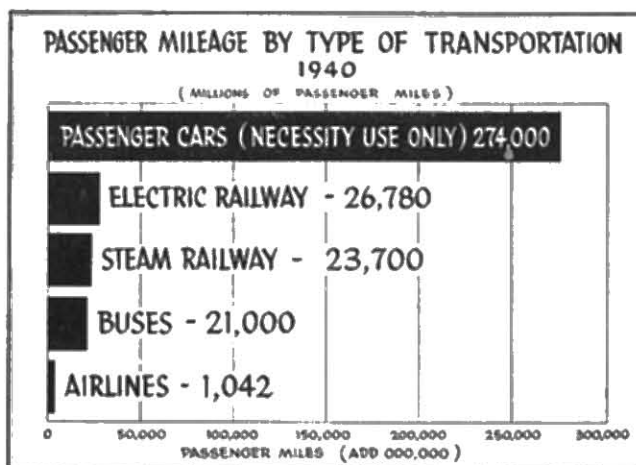 PASSENGER MILEAGE BY TYPE OF TRANSPORTATION
1940
(MILLIONS OF PASSENGER MILES)
PASSENGER CARS (NECESSITY USE ONLY) 274,000
ELECTRIC RAILWAY - 26,780
STEAM RAILWAY - 23,700
BUSES - 21,000
AIRLINES - 1,042
0 50,000 100,000 150,000 200,000 250,000 300,000
PASSENGER MILES (ADD 000,000)